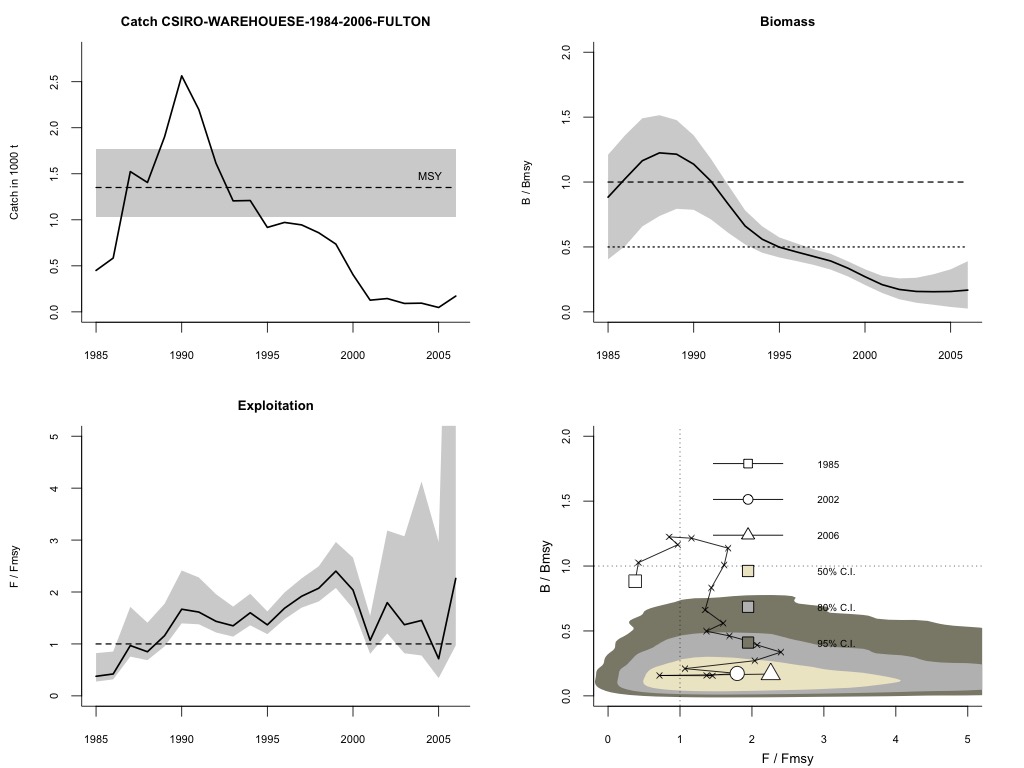 Catch CSIRO-WAREHOUESE-1984-2006-FULTON
Catch in 1000 t
0.0 0.5 1.0 1.5 2.0 2.5
MSY
1985 1990 1995 2000 2005
Biomass
B / Bmsy
0.0 0.5 1.0 1.5 2.0
1985 1990 1995 2000 2005
Exploitation
F / Fmsy
0 1 2 3 4 5
1985 1990 1995 2000 2005
B / Bmsy
0.0 0.5 1.0 1.5 2.0
1985
2002
2006
50% C.I.
80% C.I.
95% C.I.
0 1 2 3 4 5
F / Fmsy